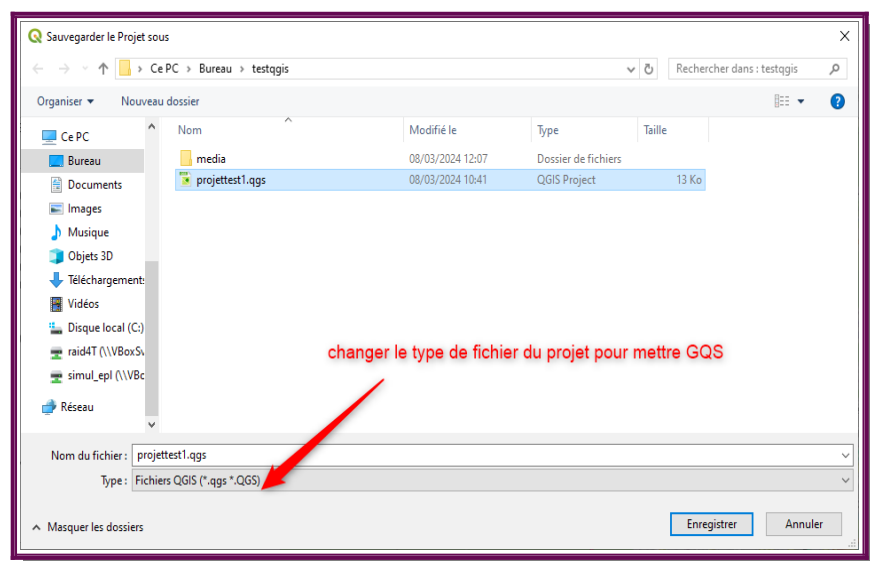 Sauvegarder le Projet sous
Ce PC › Bureau › testqgis
Rechercher dans : testqgis
Organiser
Nouveau dossier
Nom Modifié le Type Taille
media 08/03/2024 12:07 Dossier de fichiers
projettest1.qgs 08/03/2024 10:41 QGIS Project 13 Ko
Ce PC
Bureau
Documents
Images
Musique
Objets 3D
Téléchargements
Vidéos
Disque local (C:)
raid4T (\\VBoxSv
simul_epl (\\VBc
Réseau
changer le type de fichier du projet pour mettre GQS
Nom du fichier : projettest1.qgs
Type : Fichiers QGIS (*.qgs *.QGS)
Masquer les dossiers
Enregistrer
Annuler